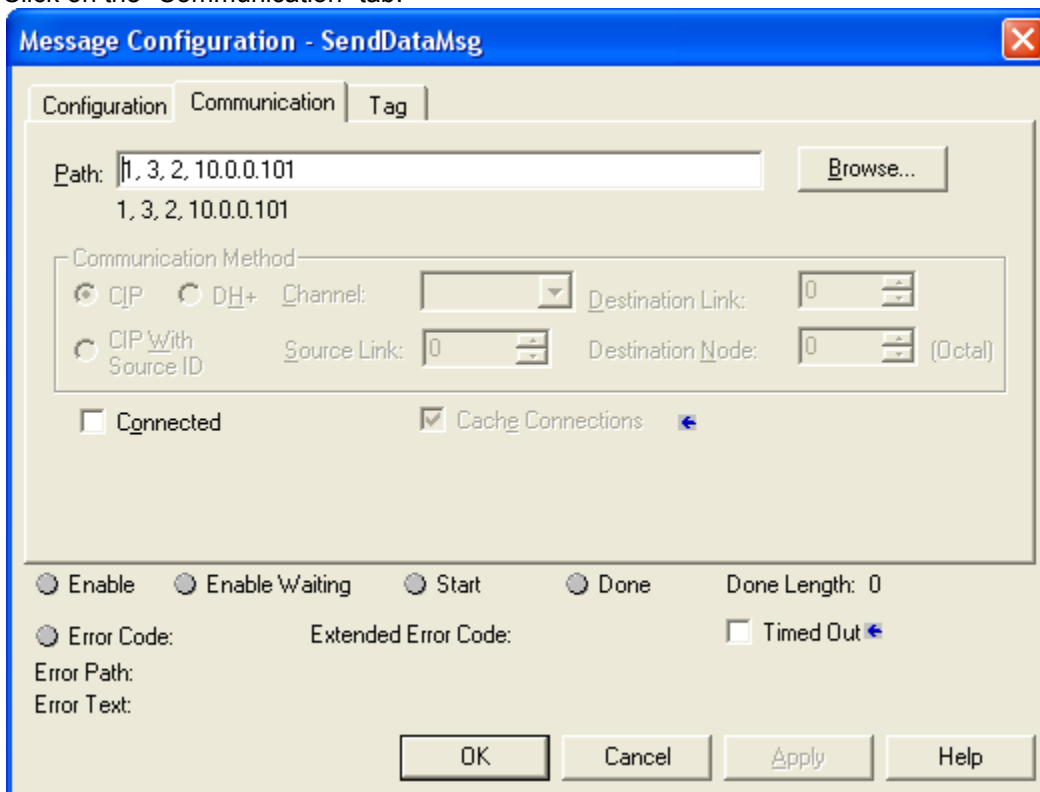 Click on the "Communication" tab.
Message Configuration - SendDataMsg
Configuration Communication Tag
Path: 1, 3, 2, 10.0.0.101 Browse...
1, 3, 2, 10.0.0.101
Communication Method
CIP DH+ Channel: Destination Link: 0
CIP With Source ID Source Link: 0 Destination Node: 0 (Octal)
Connected Cache Connections
Enable Enable Waiting Start Done Done Length: 0
Error Code: Extended Error Code: Timed Out
Error Path:
Error Text:
OK Cancel Apply Help